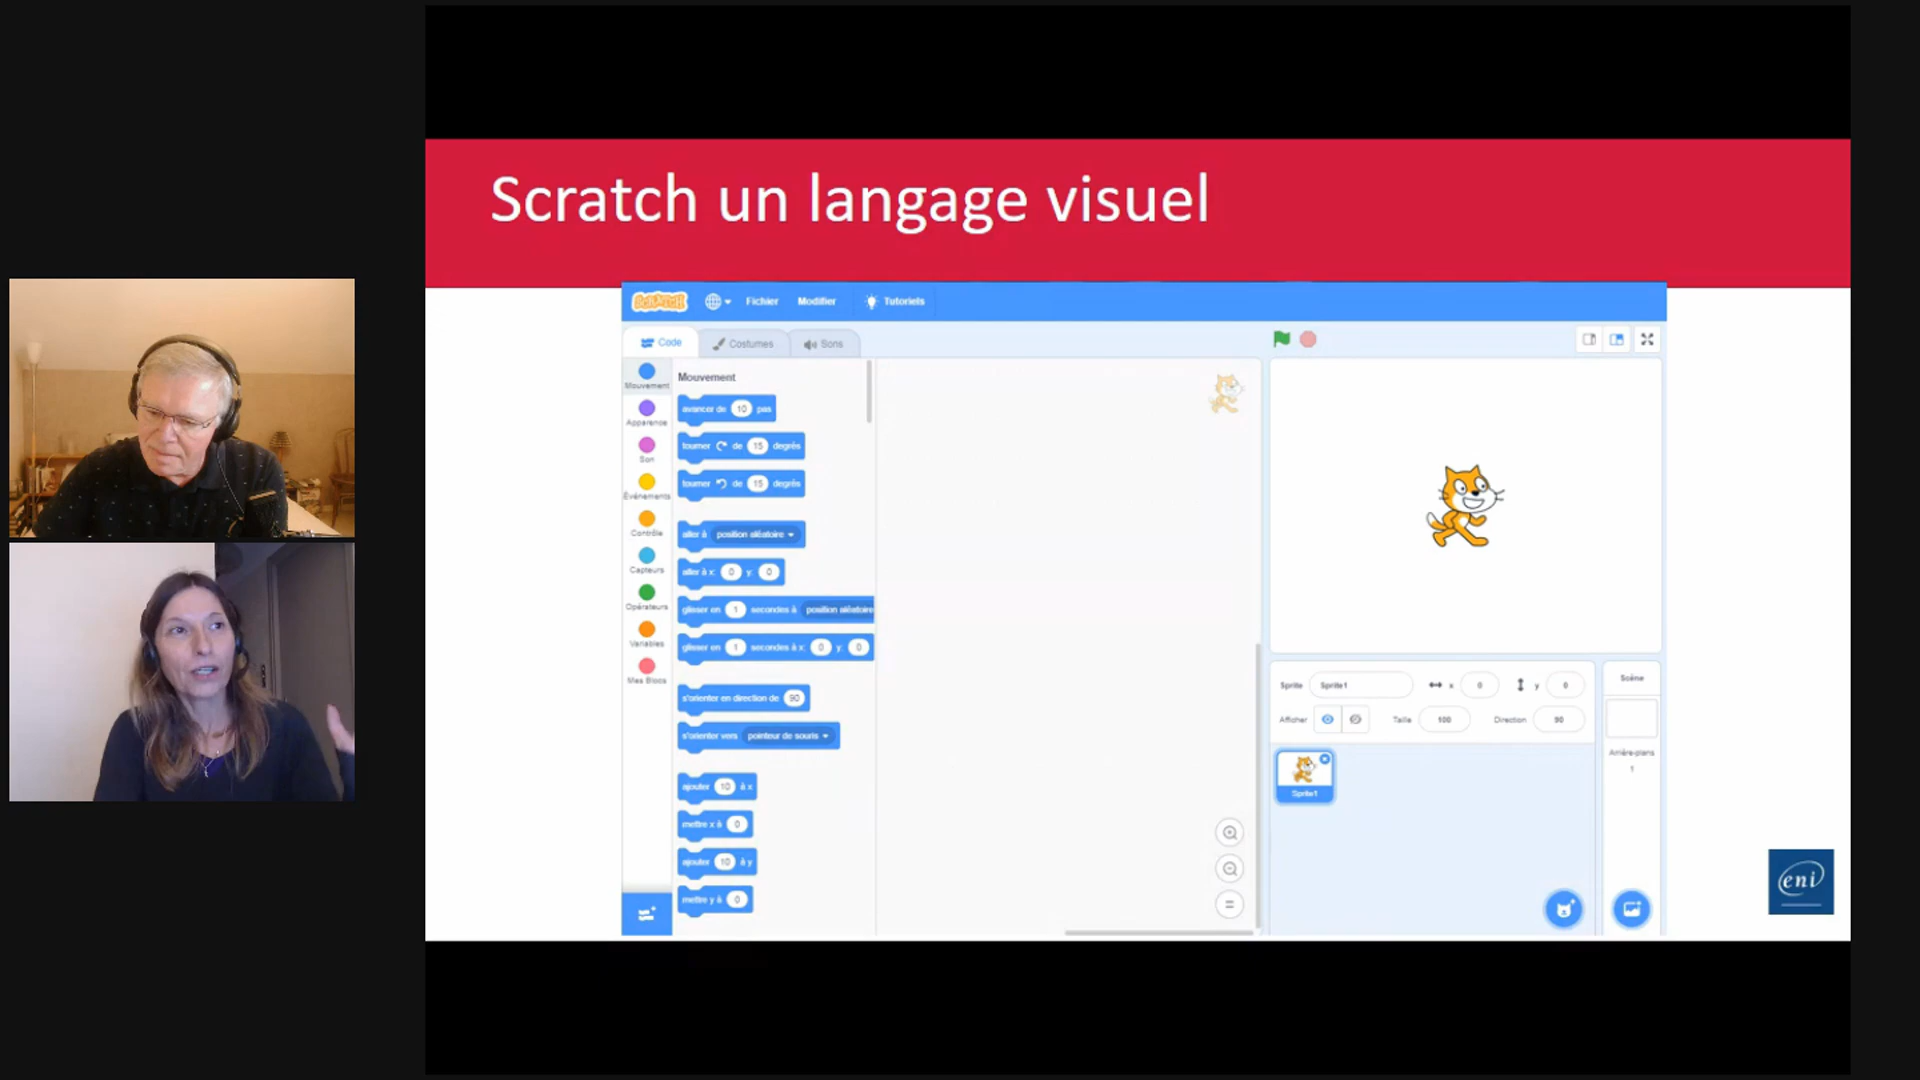 Scratch un langage visuel
SCRATCH
Fichier
Modifier
Tutoriels
Code
Costumes
Sons
Mouvement
Apparence
Son
Événements
Contrôle
Capteurs
Opérateurs
Variables
Mes Blocs
Mouvement
avancer de 10 pas
tourner de 15 degrés
tourner de 15 degrés
aller à position aléatoire
aller à x: 0 y: 0
glisser en 1 secondes à position aléatoire
glisser en 1 secondes à x: 0 y: 0
s'orienter en direction de 90
s'orienter vers pointeur de souris
ajouter 10 à x
mettre x à 0
ajouter 10 à y
mettre y à 0
Sprite Sprite1 x 0 y 0
Afficher Taille 100 Direction 90
Sprite1
Scène
Arrière-plans
1
eni